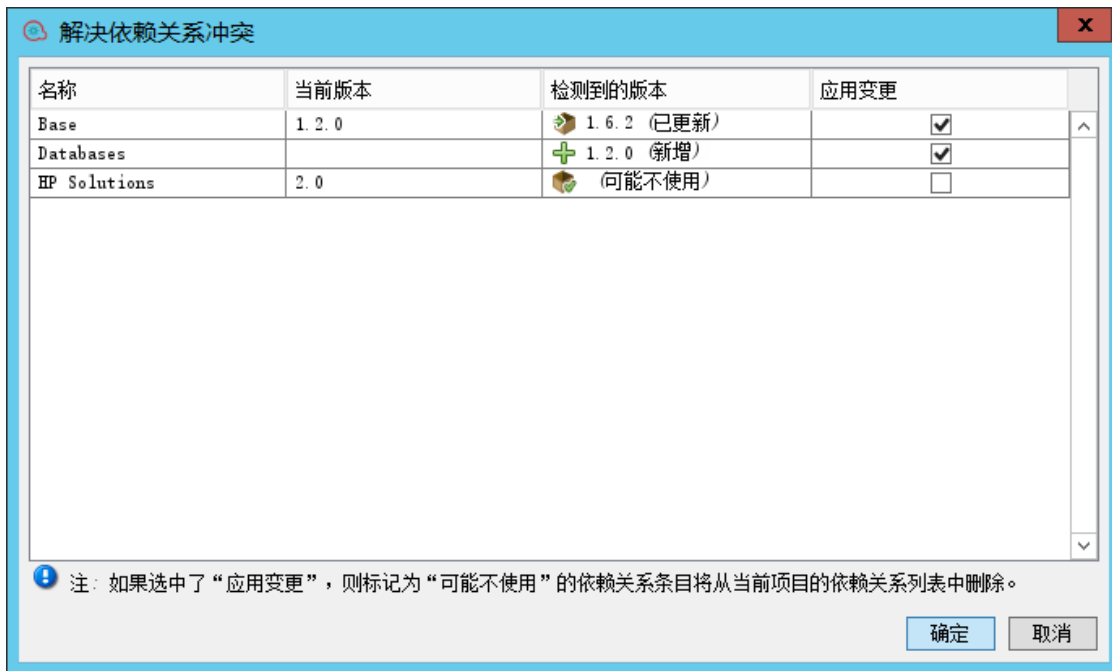 解决依赖关系冲突
名称 当前版本 检测到的版本 应用变更
Base 1.2.0 1.6.2 (已更新)
Databases 1.2.0 (新增)
HP Solutions 2.0 (可能不使用)
注: 如果选中了“应用变更”，则标记为“可能不使用”的依赖关系条目将从当前项目的依赖关系列表中删除。
确定 取消